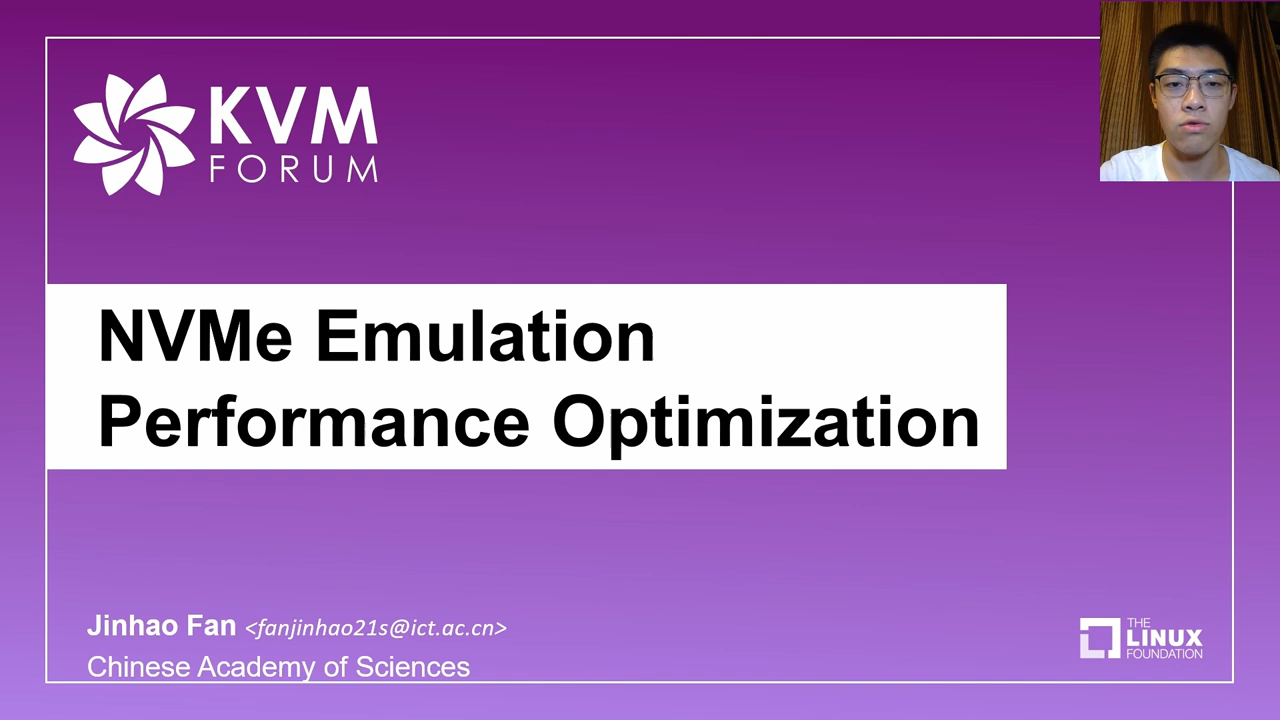 KVM
FORUM
NVMe Emulation
Performance Optimization
Jinhao Fan <fanjinhao21s@ict.ac.cn>
Chinese Academy of Sciences
THE
LINUX
FOUNDATION